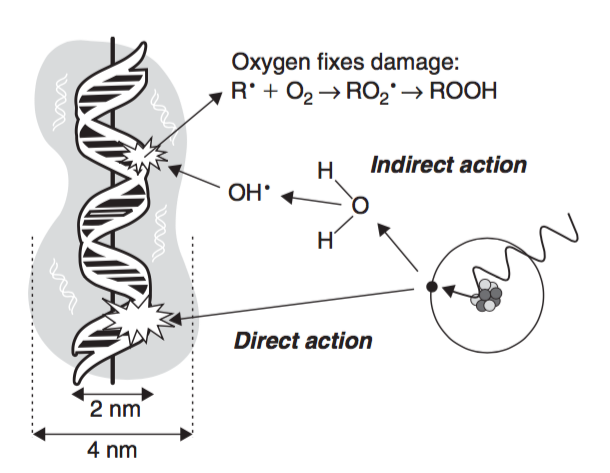 Oxygen fixes damage:
R• + O₂ → RO₂• → ROOH
H
Indirect action
OH•
O
H
Direct action
2 nm
4 nm